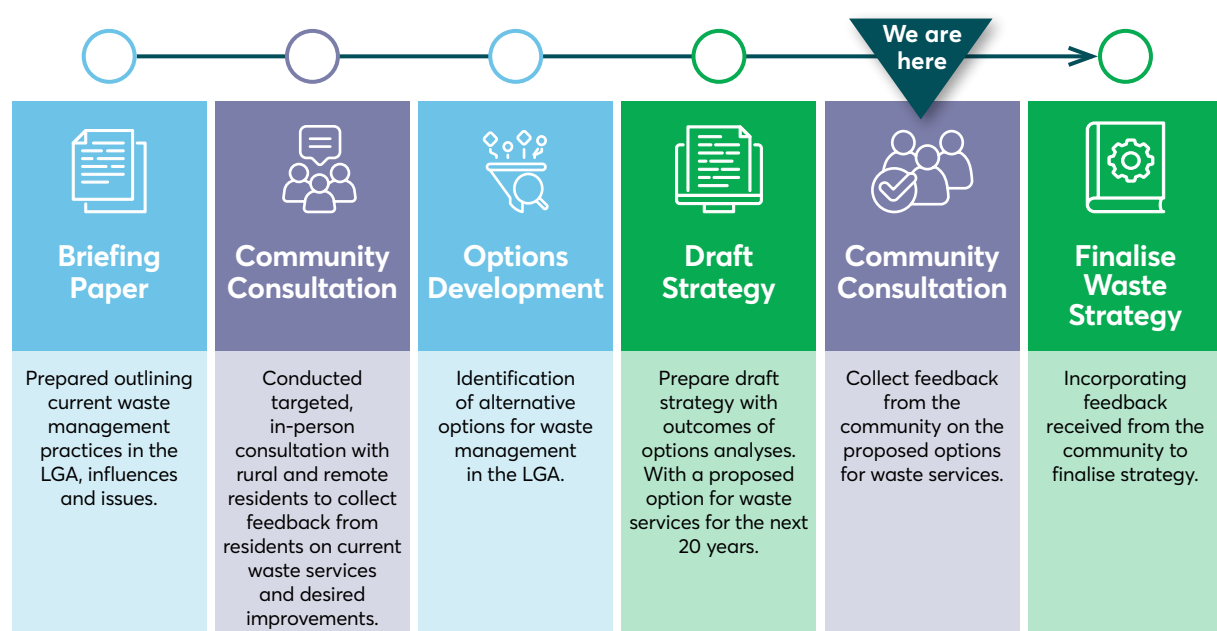 We are
here
Briefing
Paper
Prepared outlining
current waste
management
practices in the
LGA, influences
and issues.
Community
Consultation
Conducted
targeted,
in-person
consultation with
rural and remote
residents to collect
feedback from
residents on current
waste services
and desired
improvements.
Options
Development
Identification
of alternative
options for waste
management
in the LGA.
Draft
Strategy
Prepare draft
strategy with
outcomes of
options analyses.
With a proposed
option for waste
services for the next
20 years.
Community
Consultation
Collect feedback
from the
community on the
proposed options
for waste services.
Finalise
Waste
Strategy
Incorporating
feedback
received from the
community to
finalise strategy.